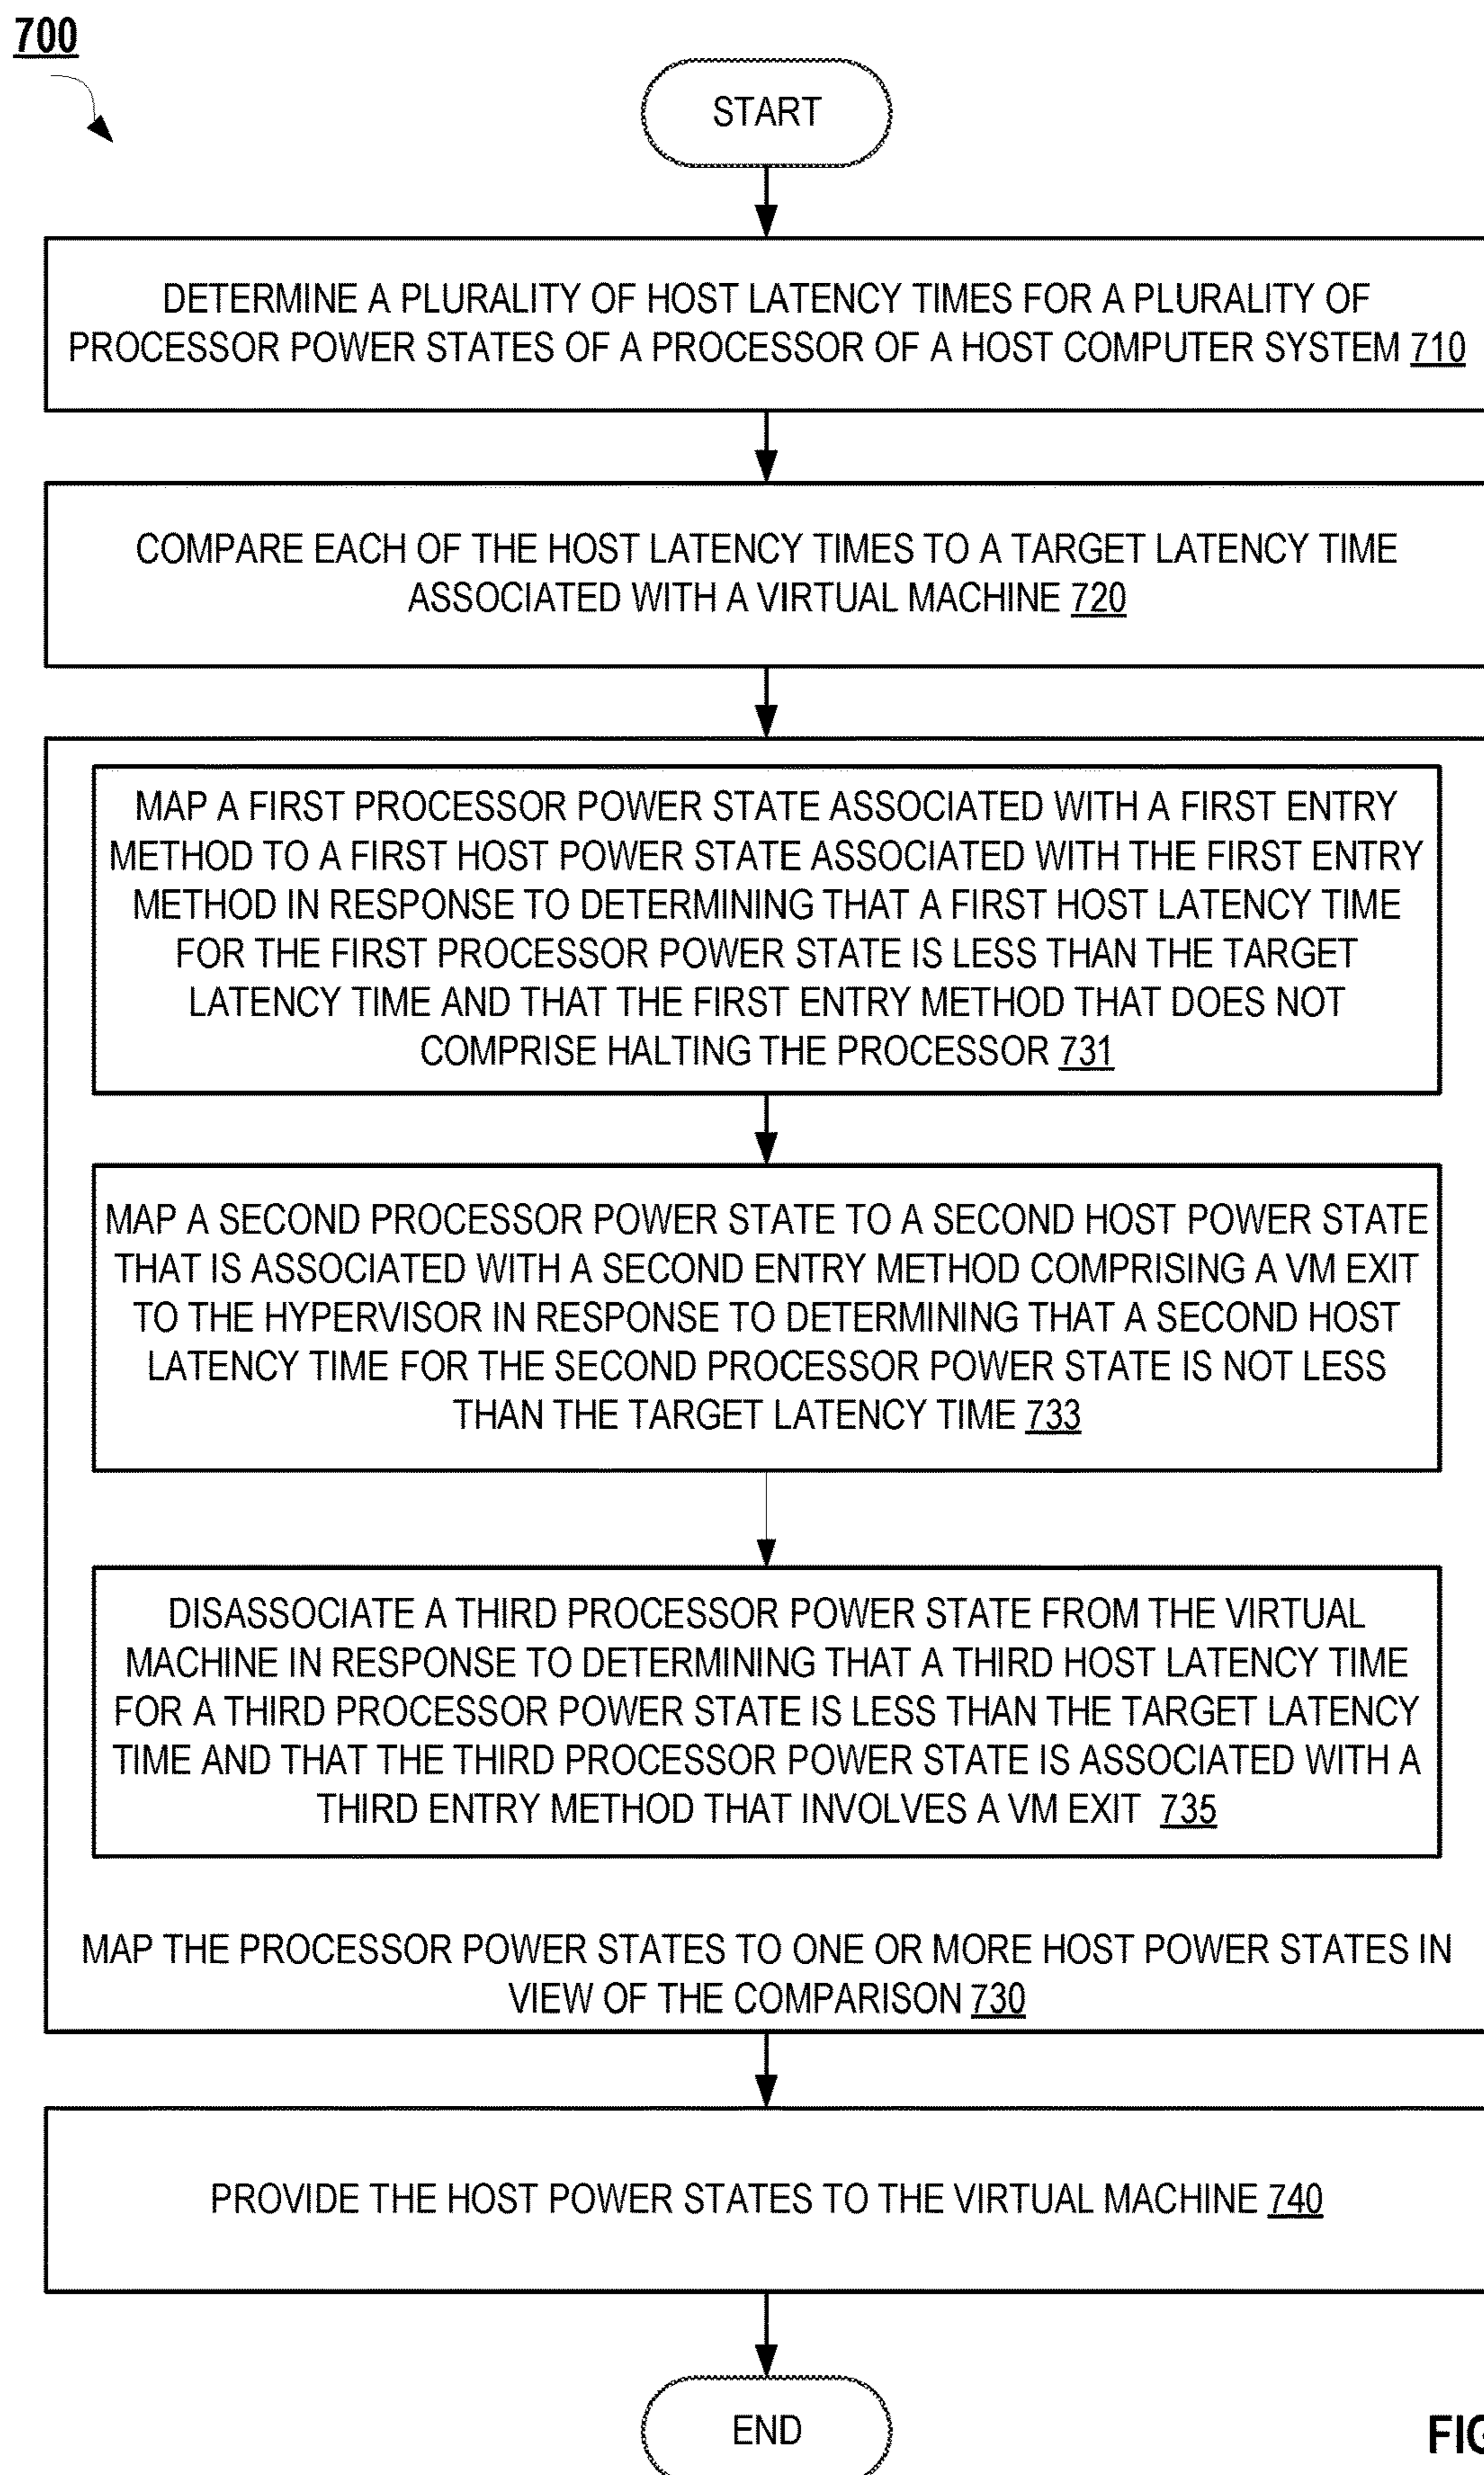 700
START
DETERMINE A PLURALITY OF HOST LATENCY TIMES FOR A PLURALITY OF
PROCESSOR POWER STATES OF A PROCESSOR OF A HOST COMPUTER SYSTEM 710
COMPARE EACH OF THE HOST LATENCY TIMES TO A TARGET LATENCY TIME
ASSOCIATED WITH A VIRTUAL MACHINE 720
MAP A FIRST PROCESSOR POWER STATE ASSOCIATED WITH A FIRST ENTRY
METHOD TO A FIRST HOST POWER STATE ASSOCIATED WITH THE FIRST ENTRY
METHOD IN RESPONSE TO DETERMINING THAT A FIRST HOST LATENCY TIME
FOR THE FIRST PROCESSOR POWER STATE IS LESS THAN THE TARGET
LATENCY TIME AND THAT THE FIRST ENTRY METHOD THAT DOES NOT
COMPRISE HALTING THE PROCESSOR 731
MAP A SECOND PROCESSOR POWER STATE TO A SECOND HOST POWER STATE
THAT IS ASSOCIATED WITH A SECOND ENTRY METHOD COMPRISING A VM EXIT
TO THE HYPERVISOR IN RESPONSE TO DETERMINING THAT A SECOND HOST
LATENCY TIME FOR THE SECOND PROCESSOR POWER STATE IS NOT LESS
THAN THE TARGET LATENCY TIME 733
DISASSOCIATE A THIRD PROCESSOR POWER STATE FROM THE VIRTUAL
MACHINE IN RESPONSE TO DETERMINING THAT A THIRD HOST LATENCY TIME
FOR A THIRD PROCESSOR POWER STATE IS LESS THAN THE TARGET LATENCY
TIME AND THAT THE THIRD PROCESSOR POWER STATE IS ASSOCIATED WITH A
THIRD ENTRY METHOD THAT INVOLVES A VM EXIT 735
MAP THE PROCESSOR POWER STATES TO ONE OR MORE HOST POWER STATES IN
VIEW OF THE COMPARISON 730
PROVIDE THE HOST POWER STATES TO THE VIRTUAL MACHINE 740
END